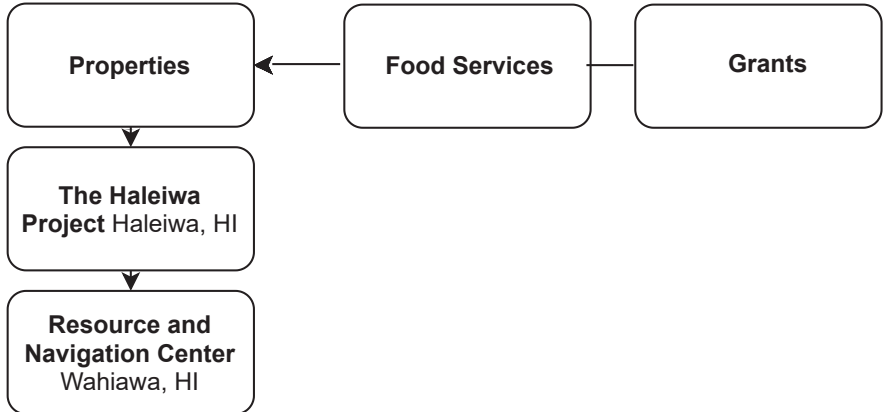 Properties
Food Services
Grants
The Haleiwa
Project Haleiwa, HI
Resource and
Navigation Center
Wahiawa, HI